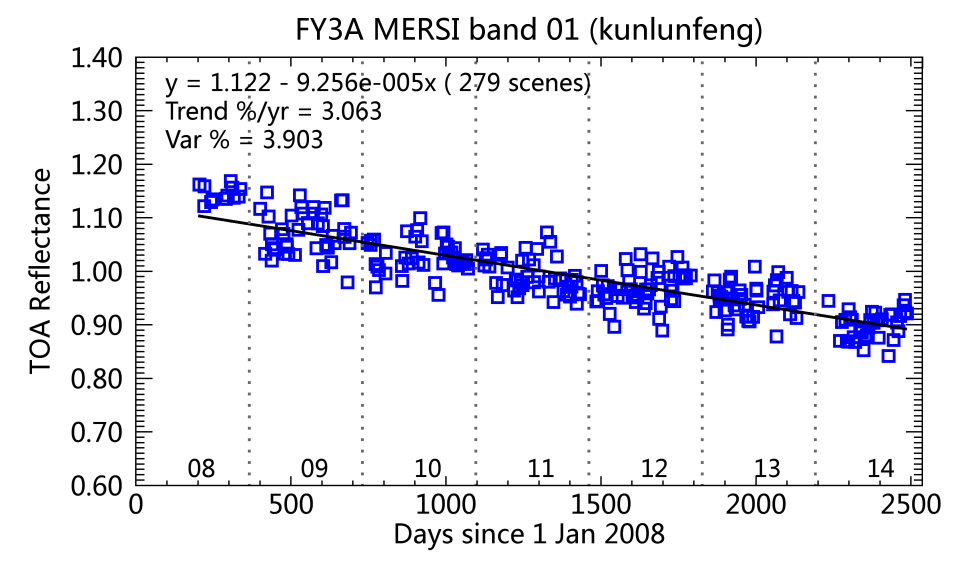 FY3A MERSI band 01 (kunlunfeng)
y = 1.122 - 9.256e-005x ( 279 scenes)
Trend %/yr = 3.063
Var % = 3.903
1.40
1.30
1.20
1.10
1.00
0.90
0.80
0.70
0.60
TOA Reflectance
08 09 10 11 12 13 14
0 500 1000 1500 2000 2500
Days since 1 Jan 2008